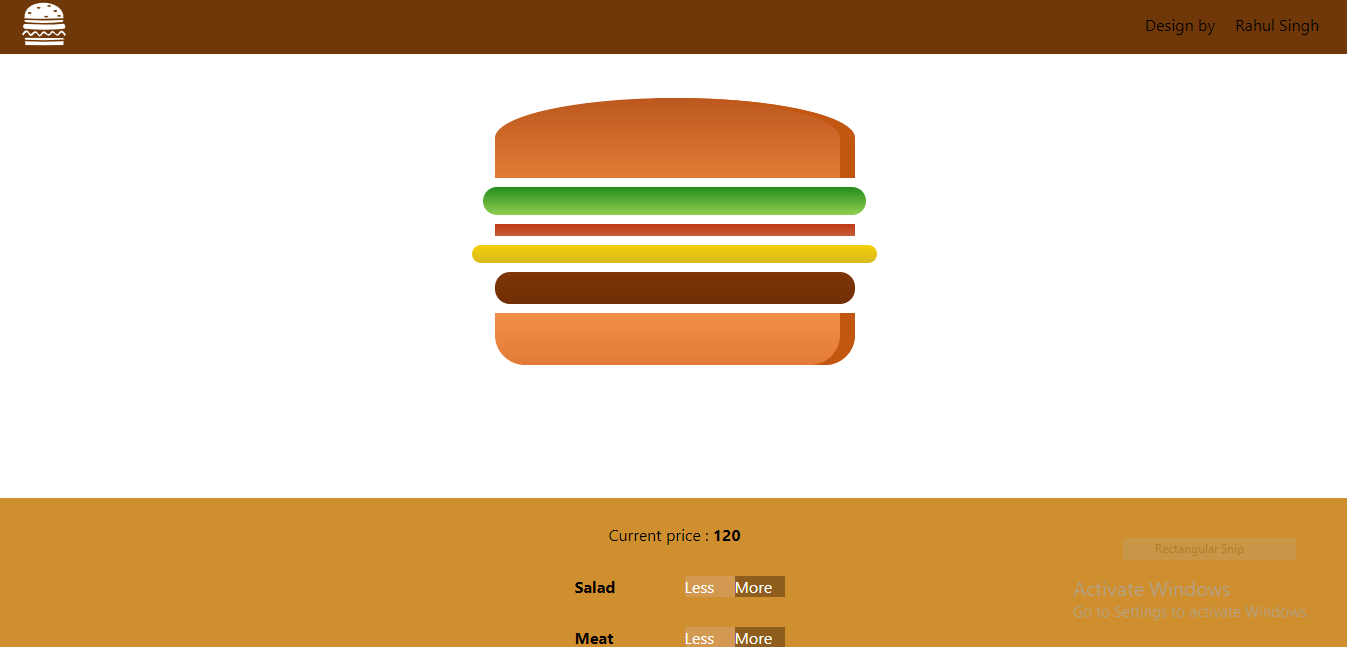 Design by Rahul Singh
Current price : 120
Rectangular Snip
Salad Less More
Activate Windows
Go to Settings to activate Windows.
Meat Less More